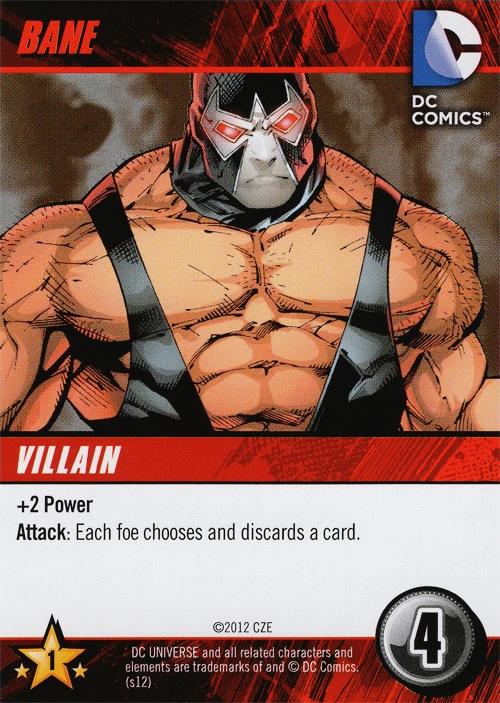 BANE
DC
COMICS™
VILLAIN
+2 Power
Attack: Each foe chooses and discards a card.
©2012 CZE
1
DC UNIVERSE and all related characters and
elements are trademarks of and © DC Comics.
(s12)
4